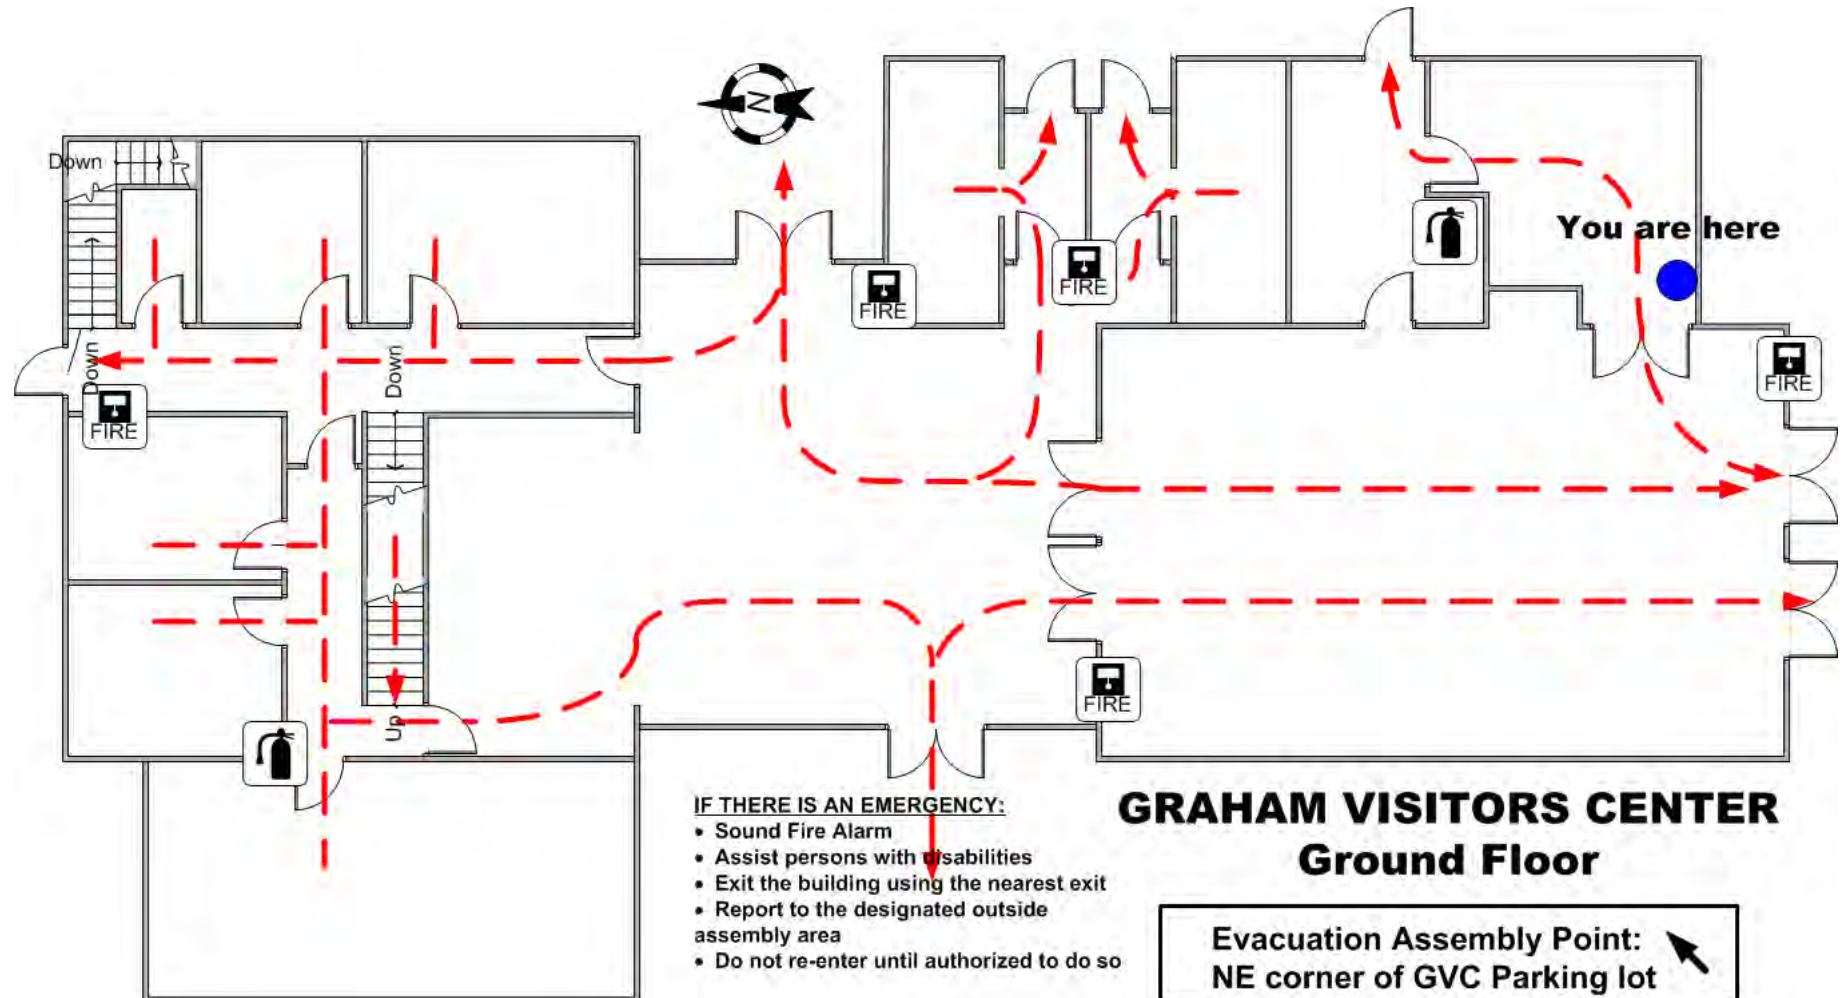 N
Down
You are here
FIRE
FIRE
Down
Down
FIRE
FIRE
FIRE
Up
IF THERE IS AN EMERGENCY:
• Sound Fire Alarm
• Assist persons with disabilities
• Exit the building using the nearest exit
• Report to the designated outside
assembly area
• Do not re-enter until authorized to do so
GRAHAM VISITORS CENTER
Ground Floor
Evacuation Assembly Point:
NE corner of GVC Parking lot